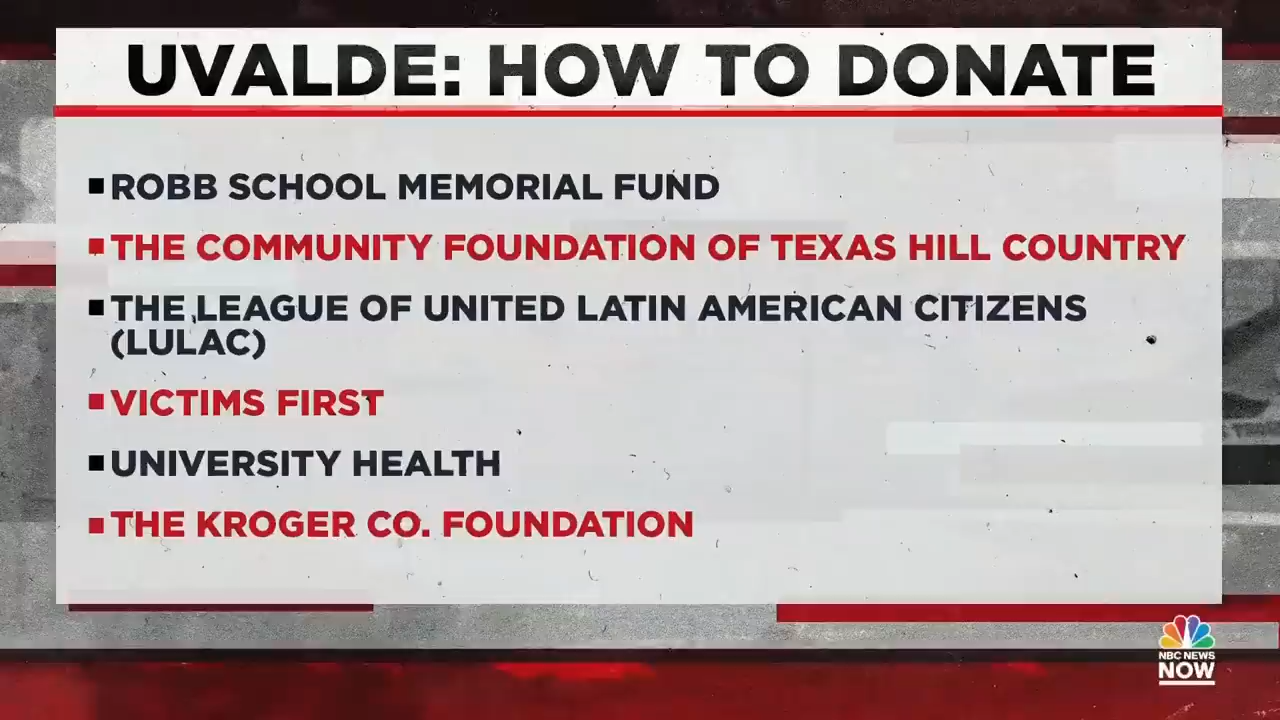 UVALDE: HOW TO DONATE
ROBB SCHOOL MEMORIAL FUND
THE COMMUNITY FOUNDATION OF TEXAS HILL COUNTRY
THE LEAGUE OF UNITED LATIN AMERICAN CITIZENS
(LULAC)
VICTIMS FIRST
UNIVERSITY HEALTH
THE KROGER CO. FOUNDATION
NBC NEWS
NOW